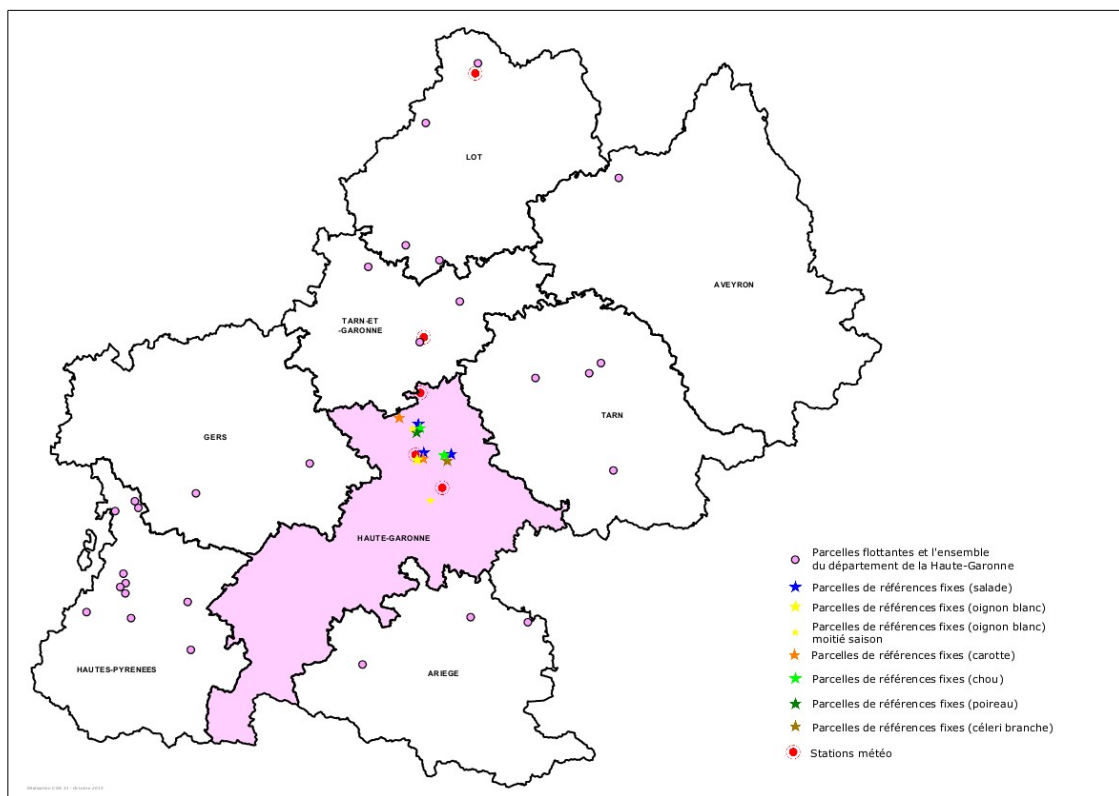 LOT
AVEYRON
TARN-ET
-GARONNE
TARN
GERS
HAUTE-GARONNE
HAUTES-PYRENEES
ARIEGE
Parcelles flottantes et l'ensemble
du département de la Haute-Garonne
Parcelles de références fixes (salade)
Parcelles de références fixes (oignon blanc)
Parcelles de références fixes (oignon blanc)
moitié saison
Parcelles de références fixes (carotte)
Parcelles de références fixes (chou)
Parcelles de références fixes (poireau)
Parcelles de références fixes (céleri branche)
Stations météo